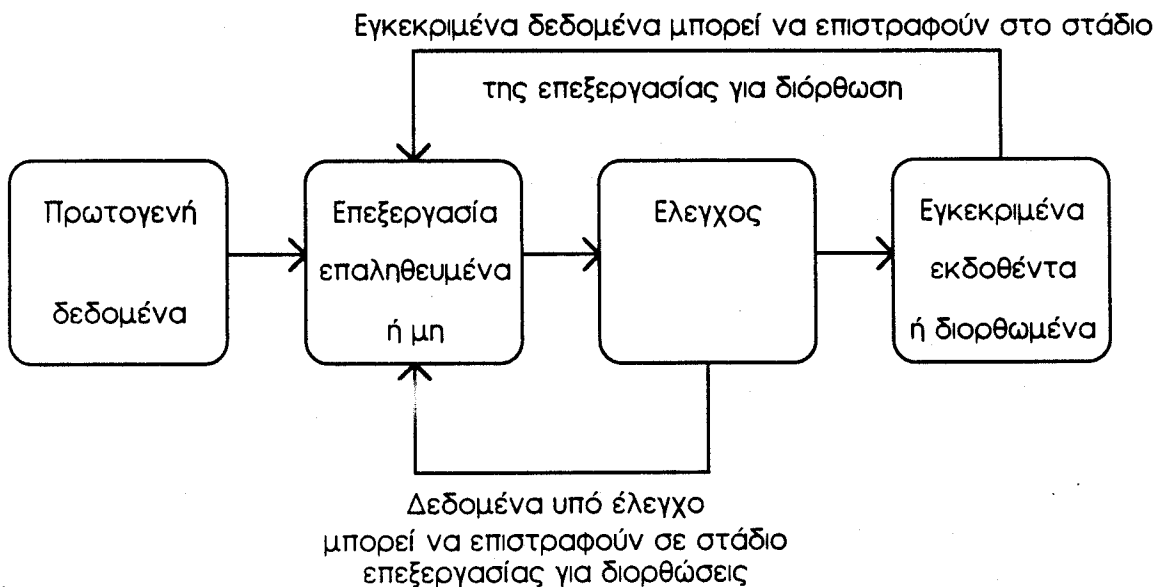 Εγκεκριμένα δεδομένα μπορεί να επιστραφούν στο στάδιο
της επεξεργασίας για διόρθωση
Πρωτογενή
δεδομένα
Επεξεργασία
επαληθευμένα
ή μη
Ελεγχος
Εγκεκριμένα
εκδοθέντα
ή διορθωμένα
Δεδομένα υπό έλεγχο
μπορεί να επιστραφούν σε στάδιο
επεξεργασίας για διορθώσεις